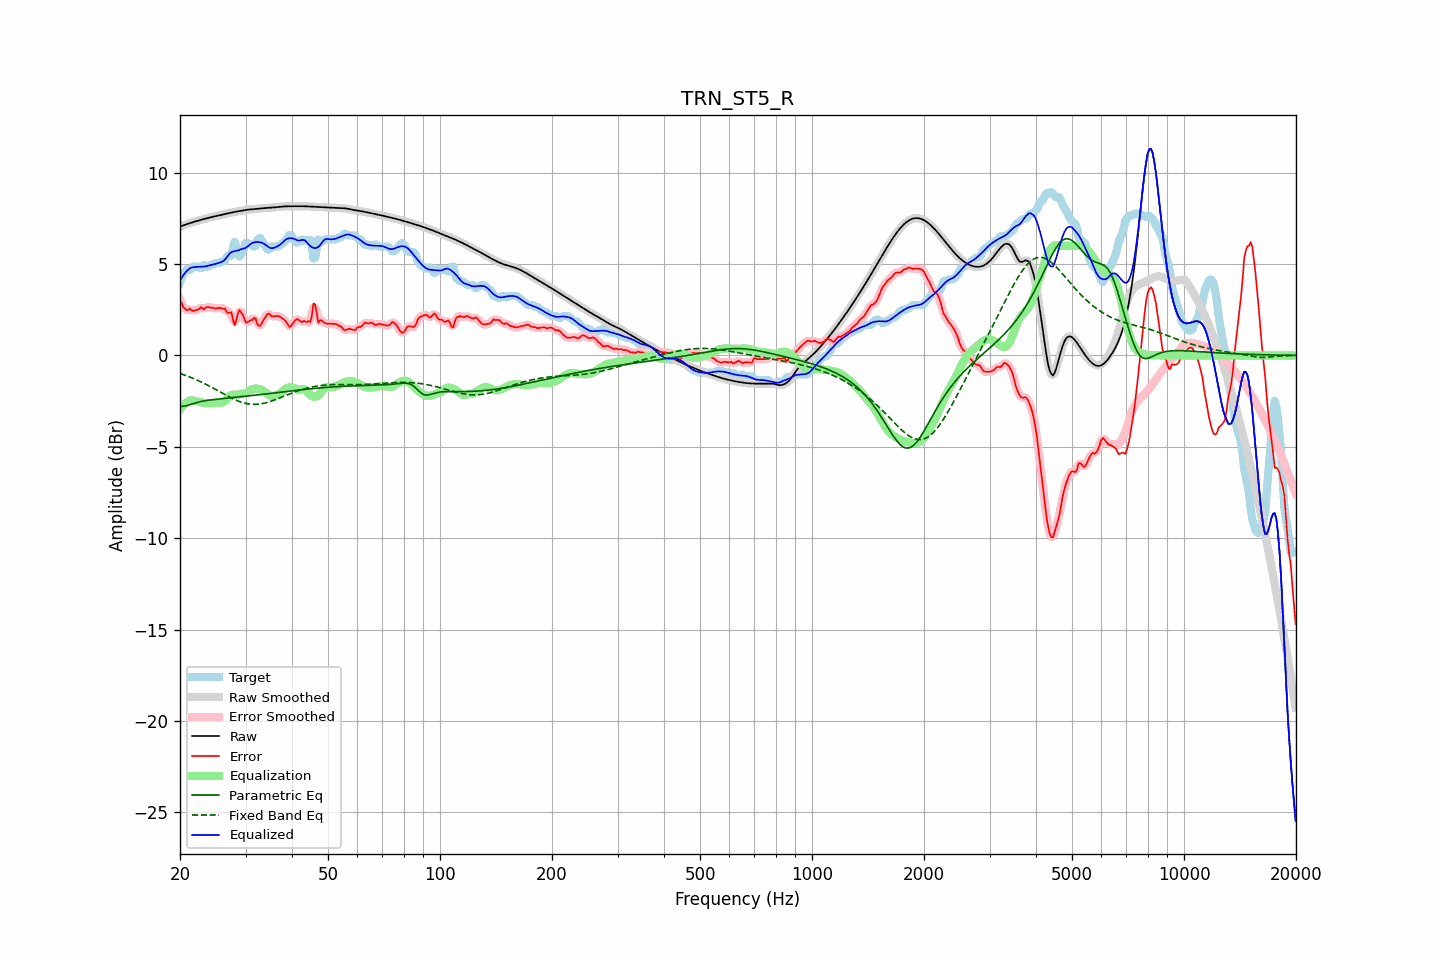 TRN_ST5_R
Amplitude (dBr)
10
5
0
−5
−10
−15
−20
−25
Target
Raw Smoothed
Error Smoothed
Raw
Error
Equalization
Parametric Eq
Fixed Band Eq
Equalized
20 50 100 200 500 1000 2000 5000 10000 20000
Frequency (Hz)